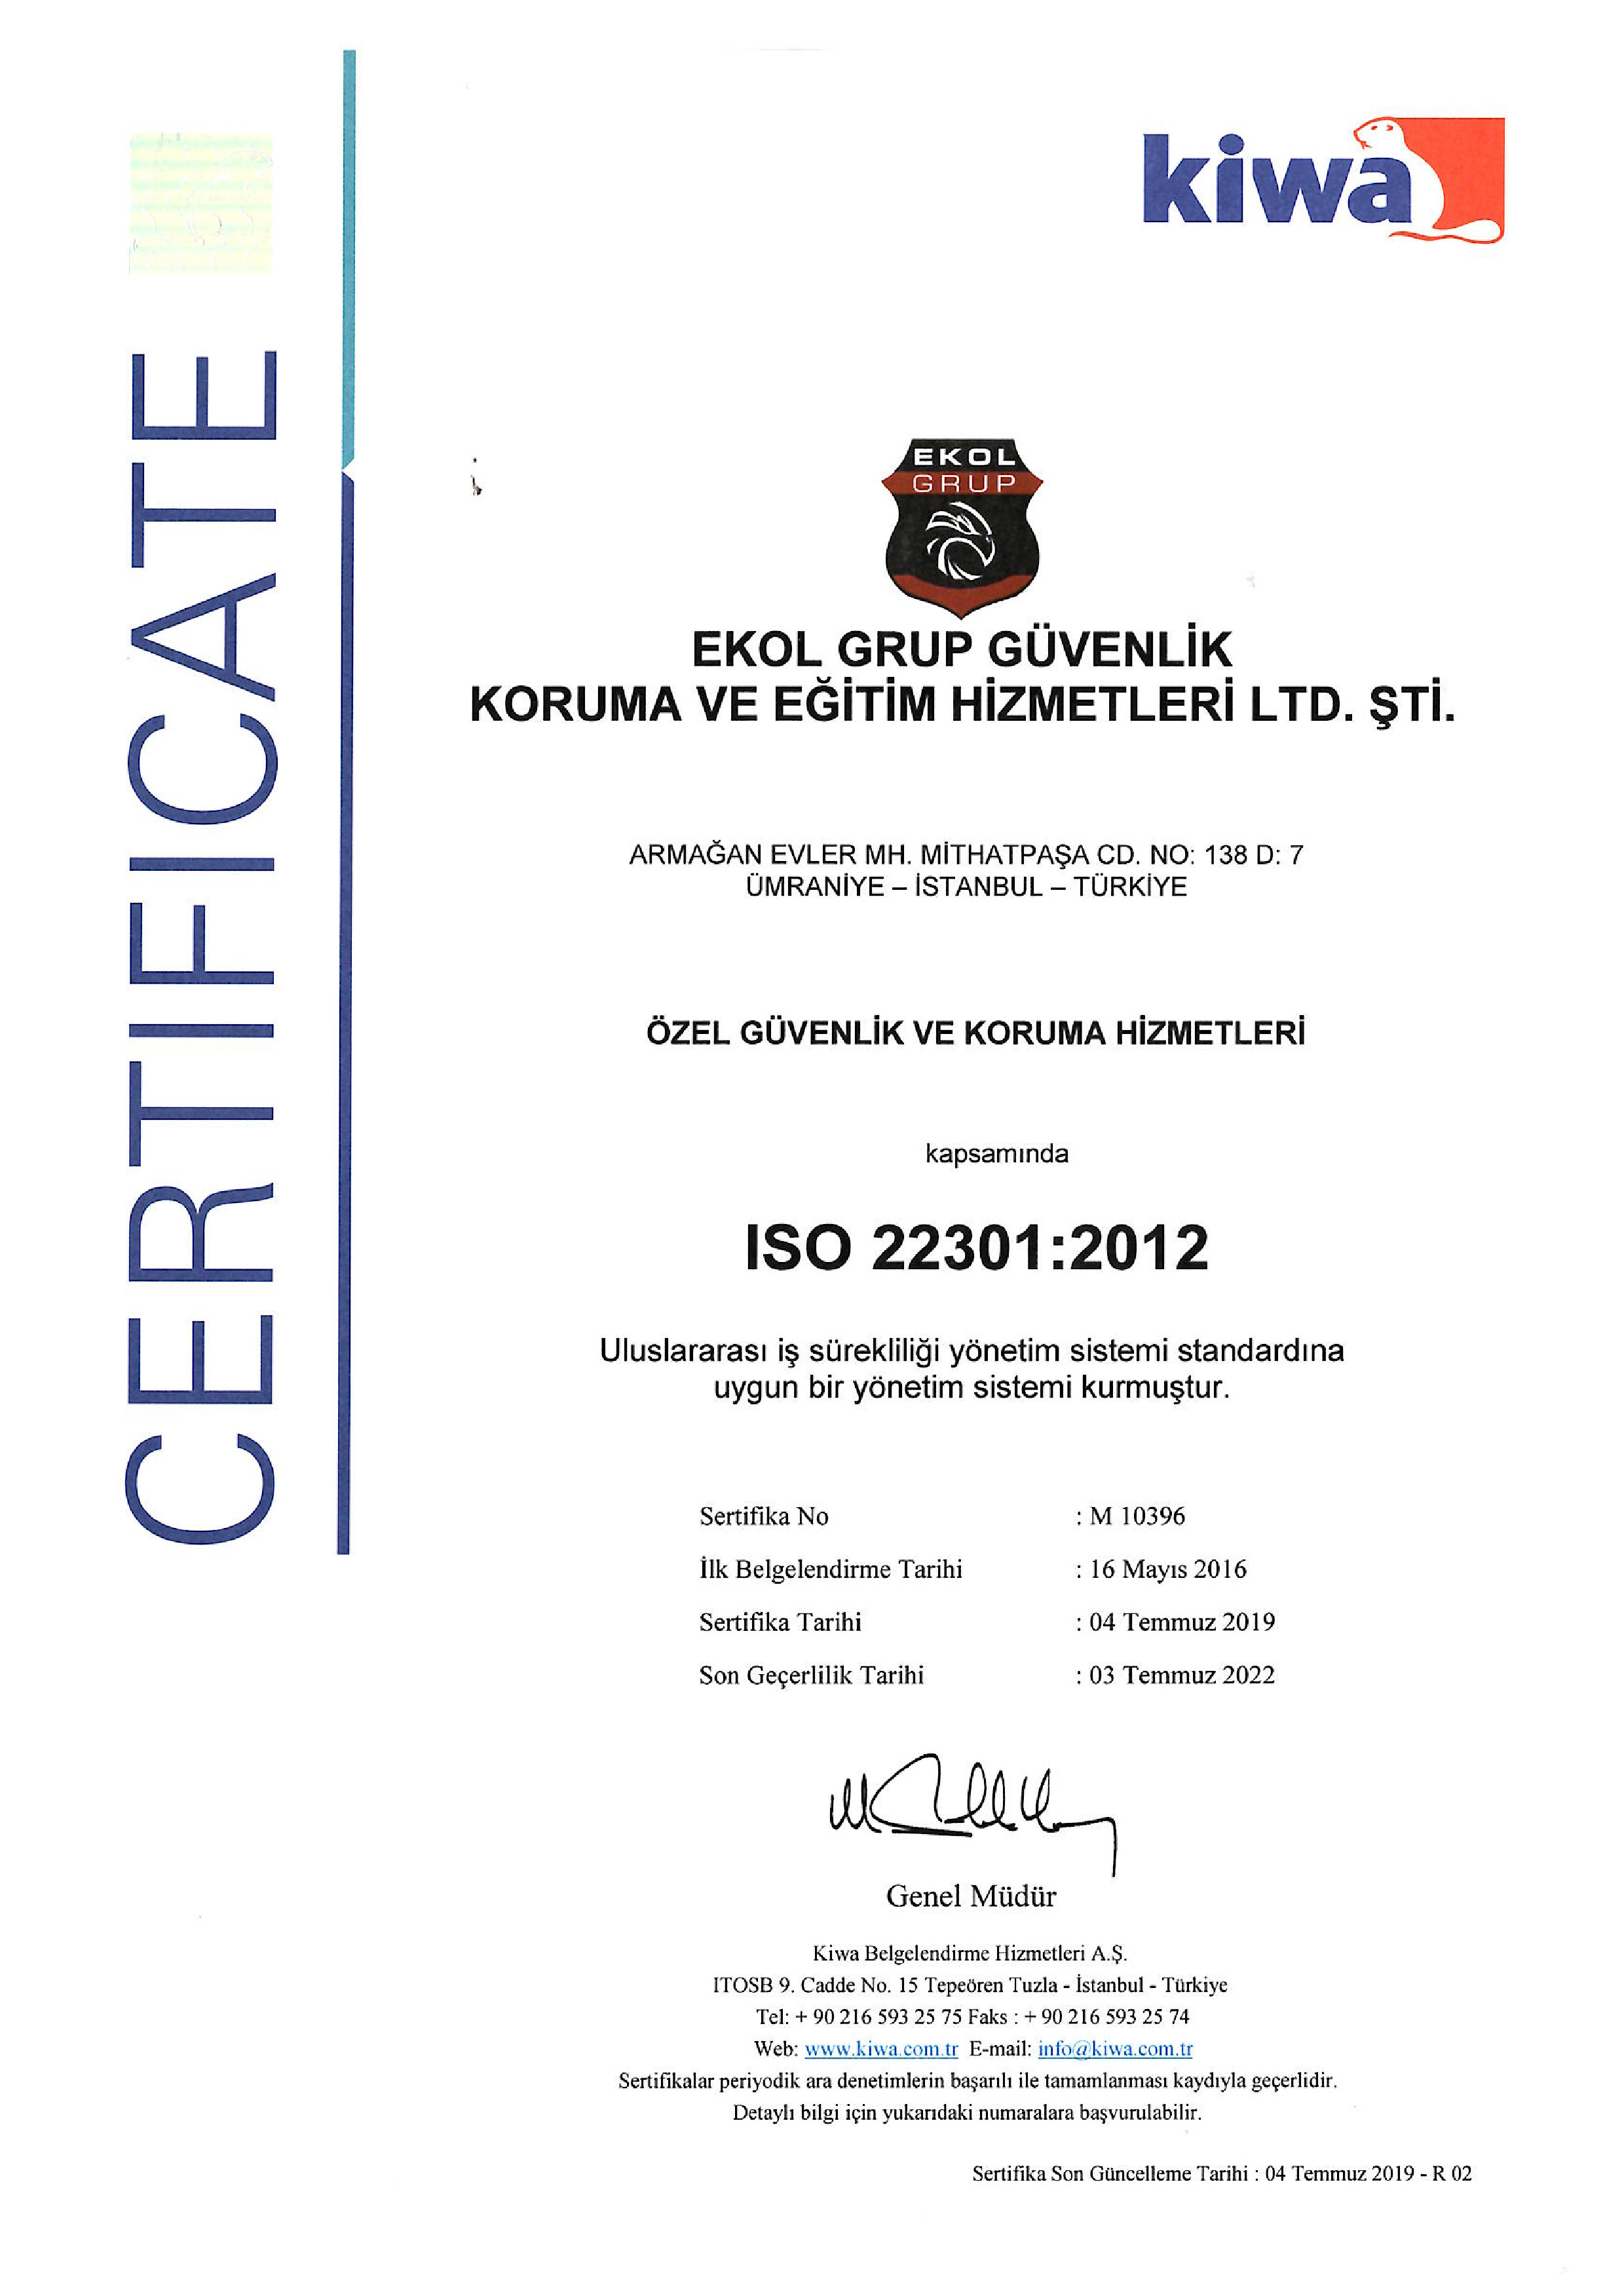 CERTIFICATE
kiwa
EKOL
GRUP
EKOL GRUP GÜVENLİK
KORUMA VE EĞİTİM HİZMETLERİ LTD. ŞTİ.
ARMAĞAN EVLER MH. MİTHATPAŞA CD. NO: 138 D: 7
ÜMRANİYE – İSTANBUL – TÜRKİYE
ÖZEL GÜVENLİK VE KORUMA HİZMETLERİ
kapsamında
ISO 22301:2012
Uluslararası iş sürekliliği yönetim sistemi standardına
uygun bir yönetim sistemi kurmuştur.
Sertifika No : M 10396
İlk Belgelendirme Tarihi : 16 Mayıs 2016
Sertifika Tarihi : 04 Temmuz 2019
Son Geçerlilik Tarihi : 03 Temmuz 2022
Genel Müdür
Kiwa Belgelendirme Hizmetleri A.Ş.
ITOSB 9. Cadde No. 15 Tepeören Tuzla - İstanbul - Türkiye
Tel: + 90 216 593 25 75 Faks : + 90 216 593 25 74
Web: www.kiwa.com.tr E-mail: info@kiwa.com.tr
Sertifikalar periyodik ara denetimlerin başarılı ile tamamlanması kaydıyla geçerlidir.
Detaylı bilgi için yukarıdaki numaralara başvurulabilir.
Sertifika Son Güncelleme Tarihi : 04 Temmuz 2019 - R 02